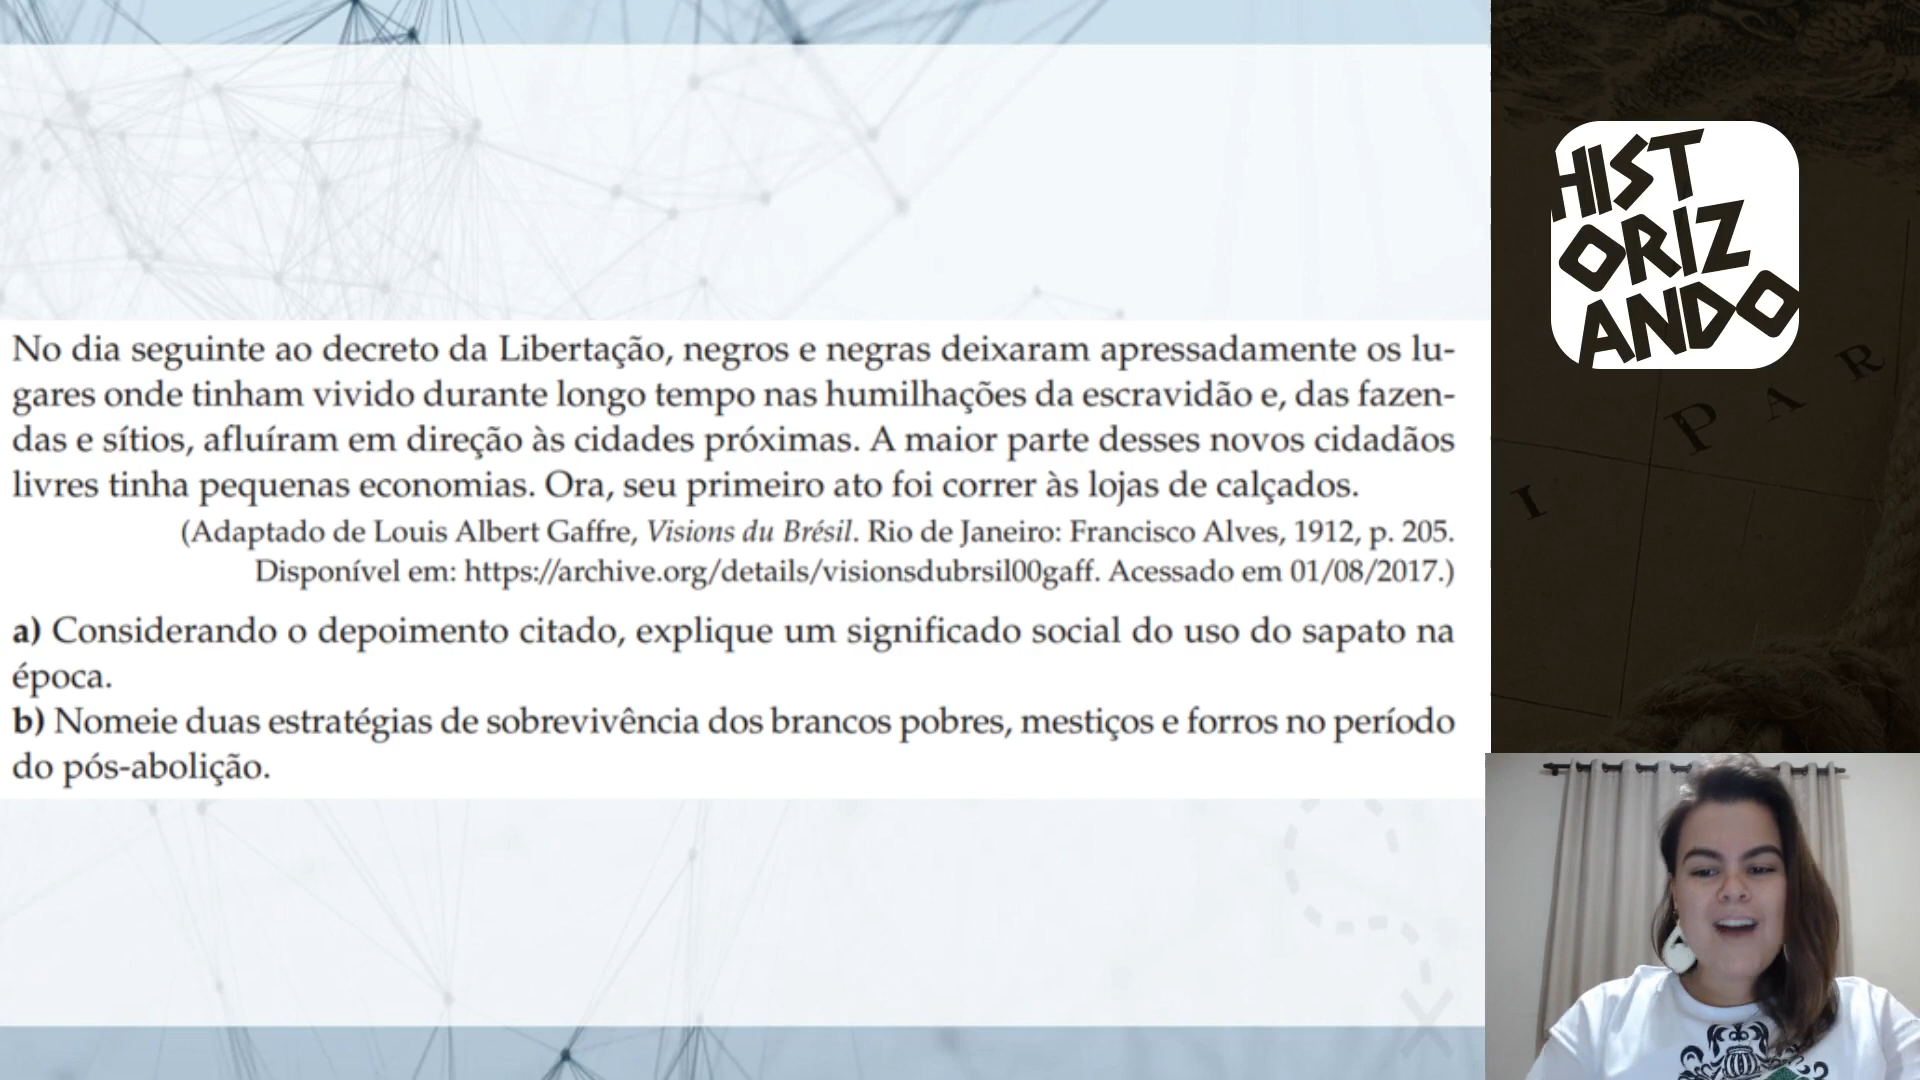 No dia seguinte ao decreto da Libertação, negros e negras deixaram apressadamente os lu-
gares onde tinham vivido durante longo tempo nas humilhações da escravidão e, das fazen-
das e sítios, afluíram em direção às cidades próximas. A maior parte desses novos cidadãos
livres tinha pequenas economias. Ora, seu primeiro ato foi correr às lojas de calçados.
(Adaptado de Louis Albert Gaffre, Visions du Brésil. Rio de Janeiro: Francisco Alves, 1912, p. 205.
Disponível em: https://archive.org/details/visionsdubrsil00gaff. Acessado em 01/08/2017.)
a) Considerando o depoimento citado, explique um significado social do uso do sapato na
época.
b) Nomeie duas estratégias de sobrevivência dos brancos pobres, mestiços e forros no período
do pós-abolição.
HIST
ORIZ
ANDO
I P A R